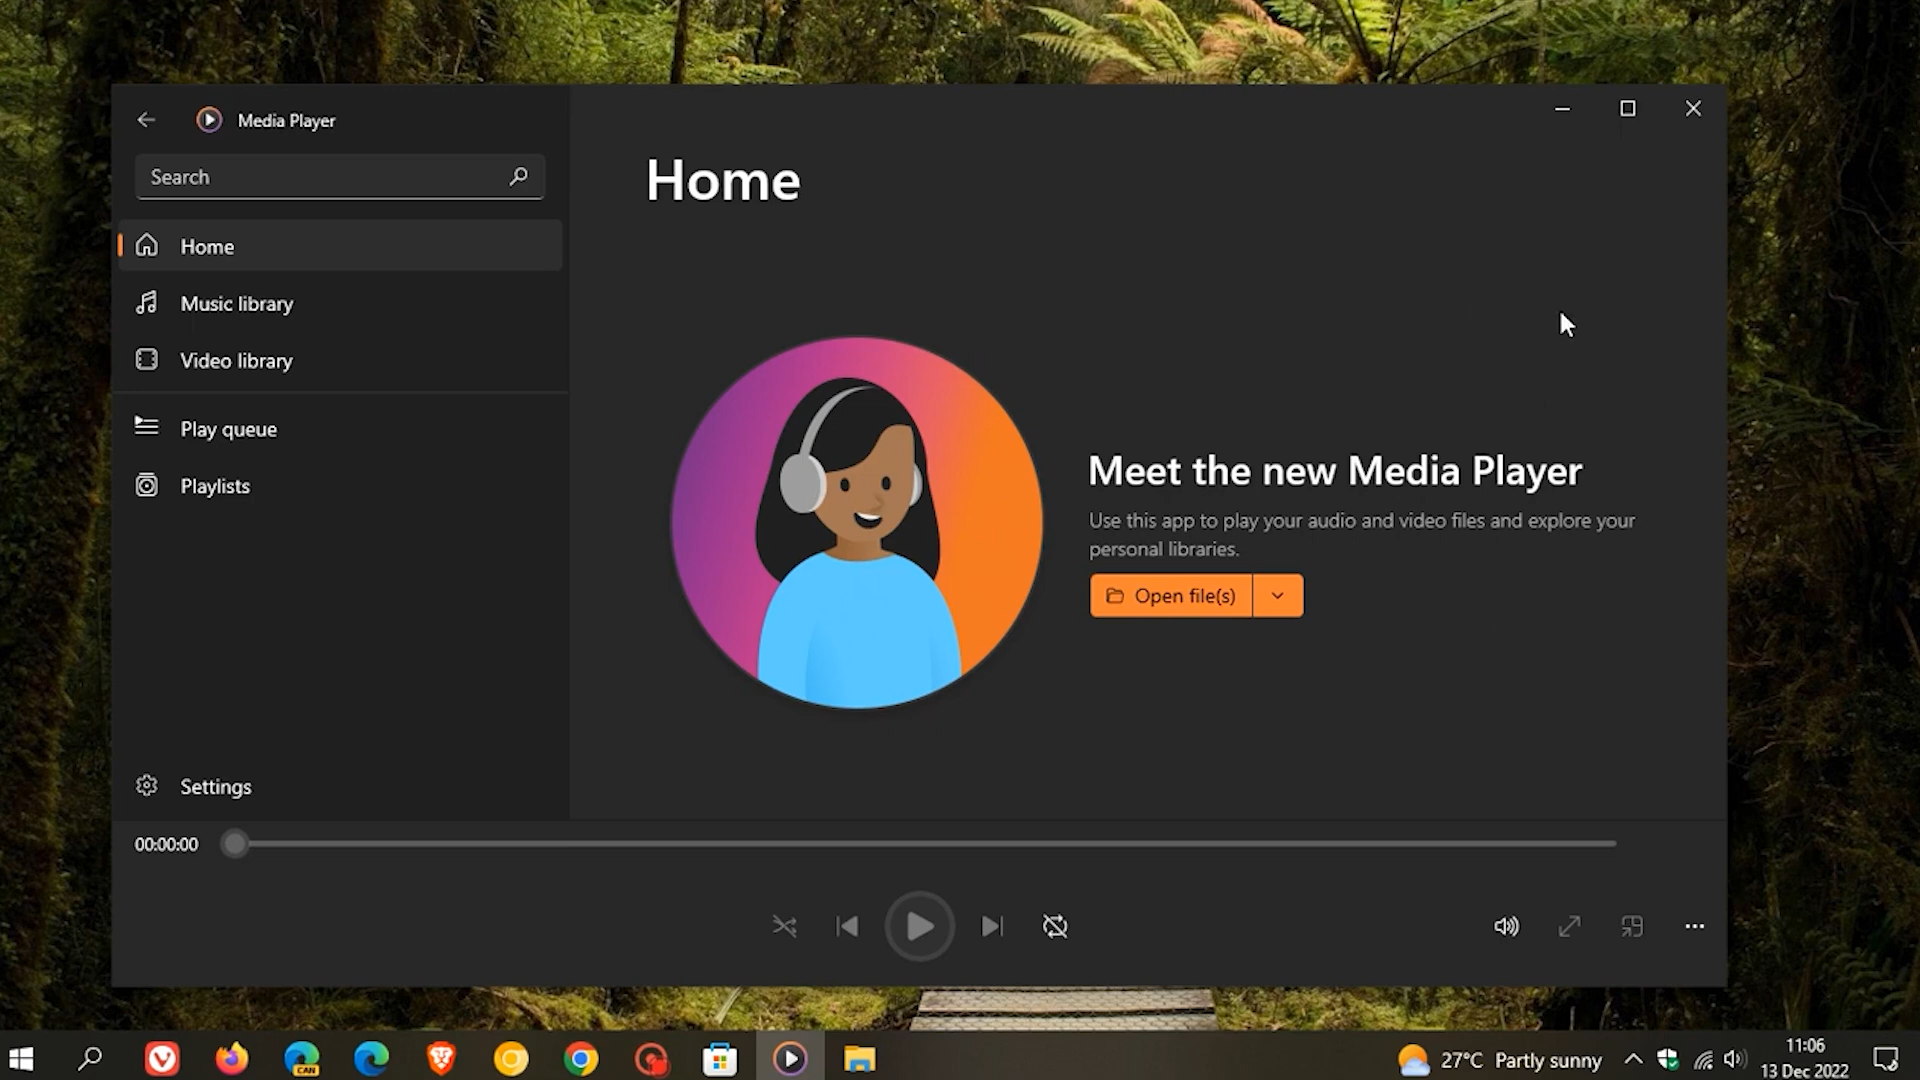 Media Player
Search
Home
Music library
Video library
Play queue
Playlists
Settings
Home
Meet the new Media Player
Use this app to play your audio and video files and explore your
personal libraries.
Open file(s)
00:00:00
CAN
27°C Partly sunny
11:06
13 Dec 2022